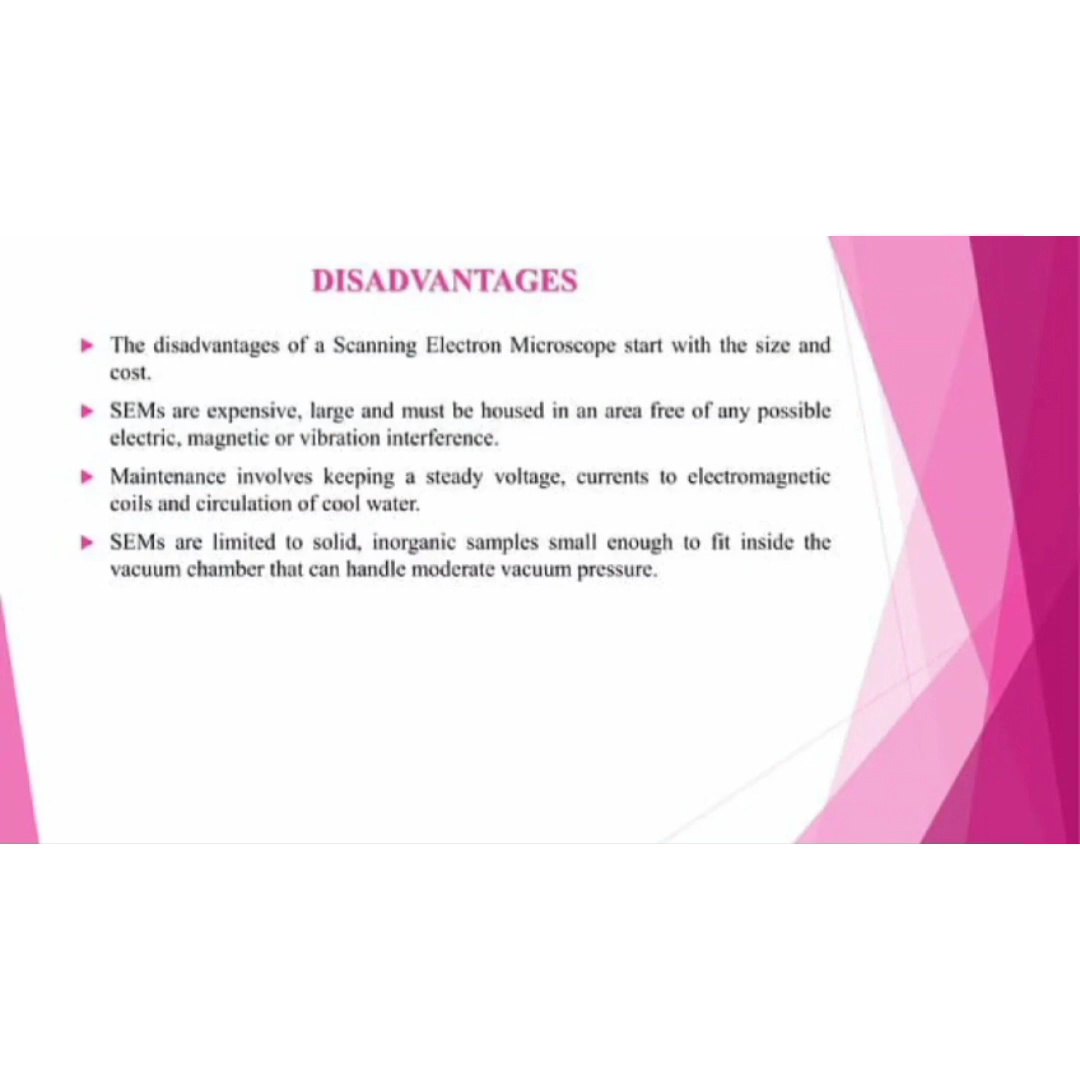 DISADVANTAGES
The disadvantages of a Scanning Electron Microscope start with the size and
cost.
SEMs are expensive, large and must be housed in an area free of any possible
electric, magnetic or vibration interference.
Maintenance involves keeping a steady voltage, currents to electromagnetic
coils and circulation of cool water.
SEMs are limited to solid, inorganic samples small enough to fit inside the
vacuum chamber that can handle moderate vacuum pressure.